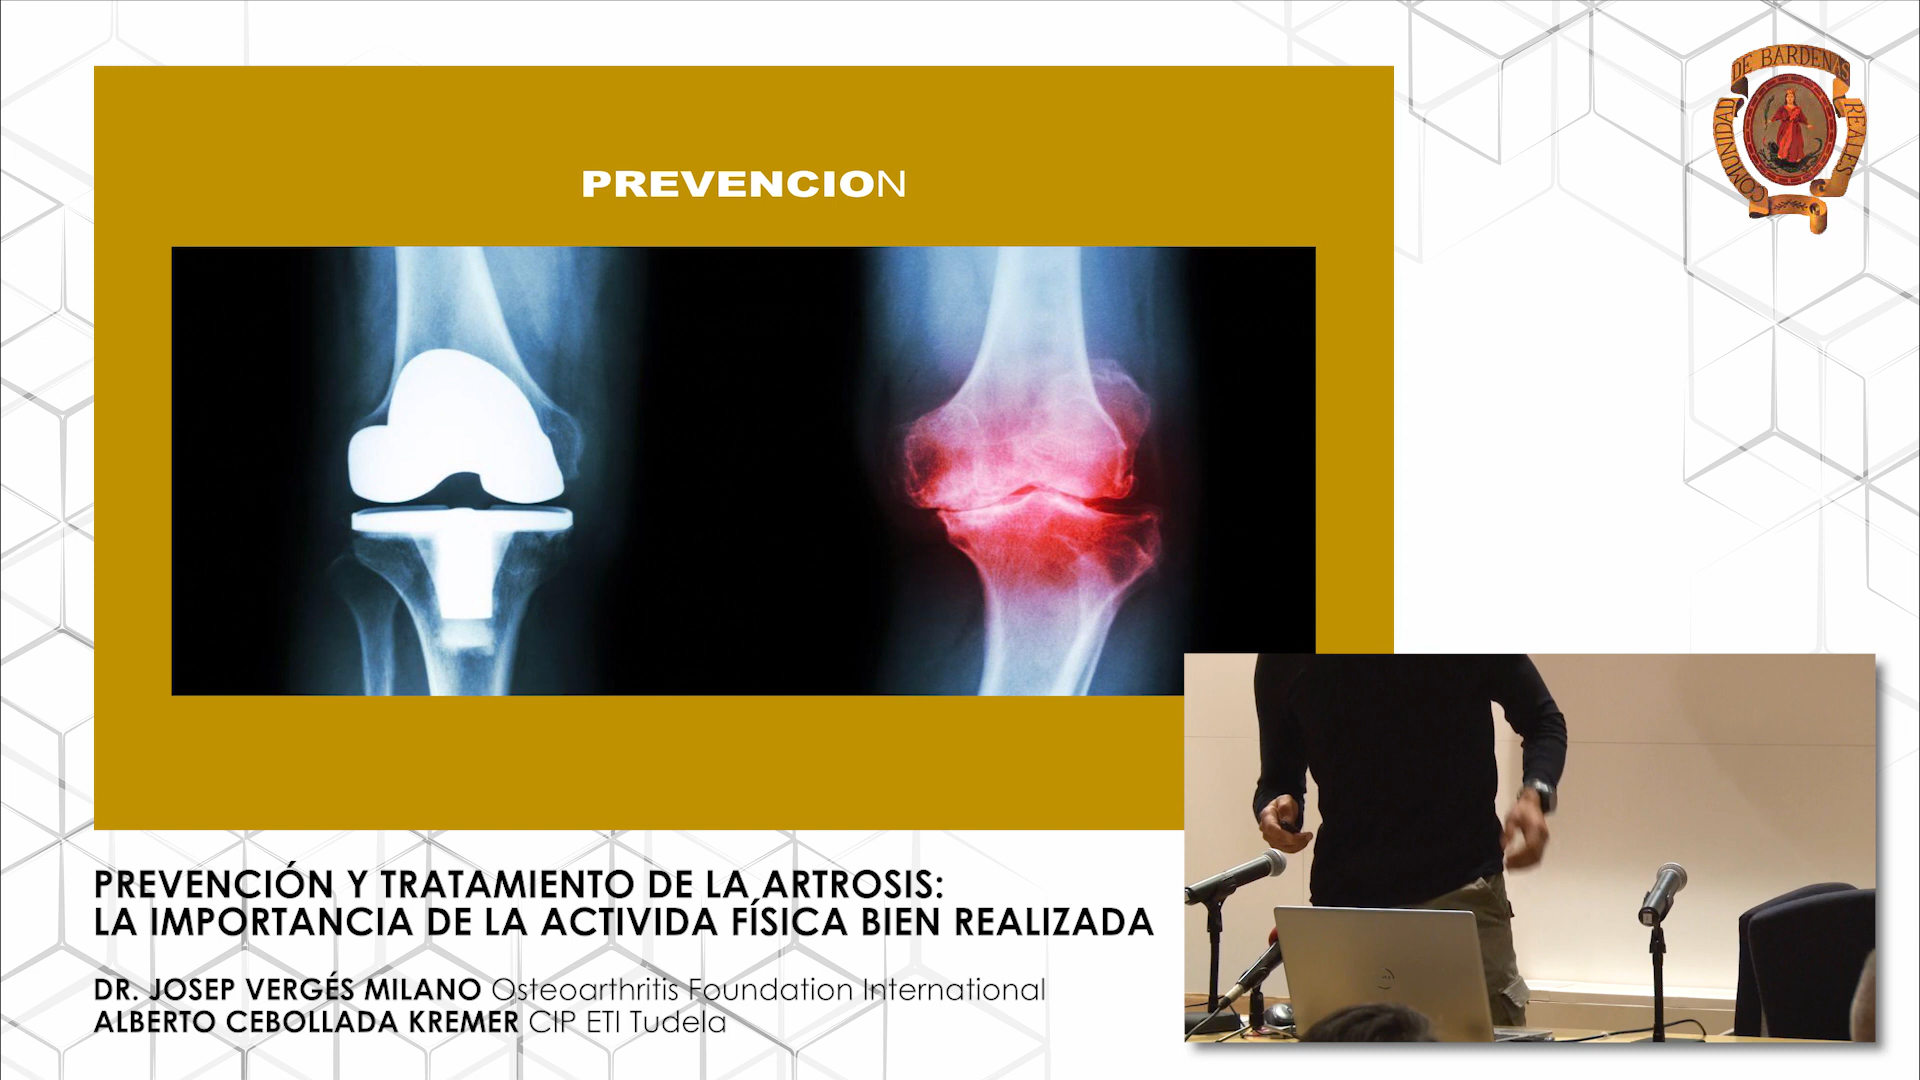 PREVENCION
COMUNIDAD DE BARDENAS REALES
PREVENCIÓN Y TRATAMIENTO DE LA ARTROSIS:
LA IMPORTANCIA DE LA ACTIVIDA FÍSICA BIEN REALIZADA
DR. JOSEP VERGÉS MILANO Osteoarthritis Foundation International
ALBERTO CEBOLLADA KREMER CIP ETI Tudela